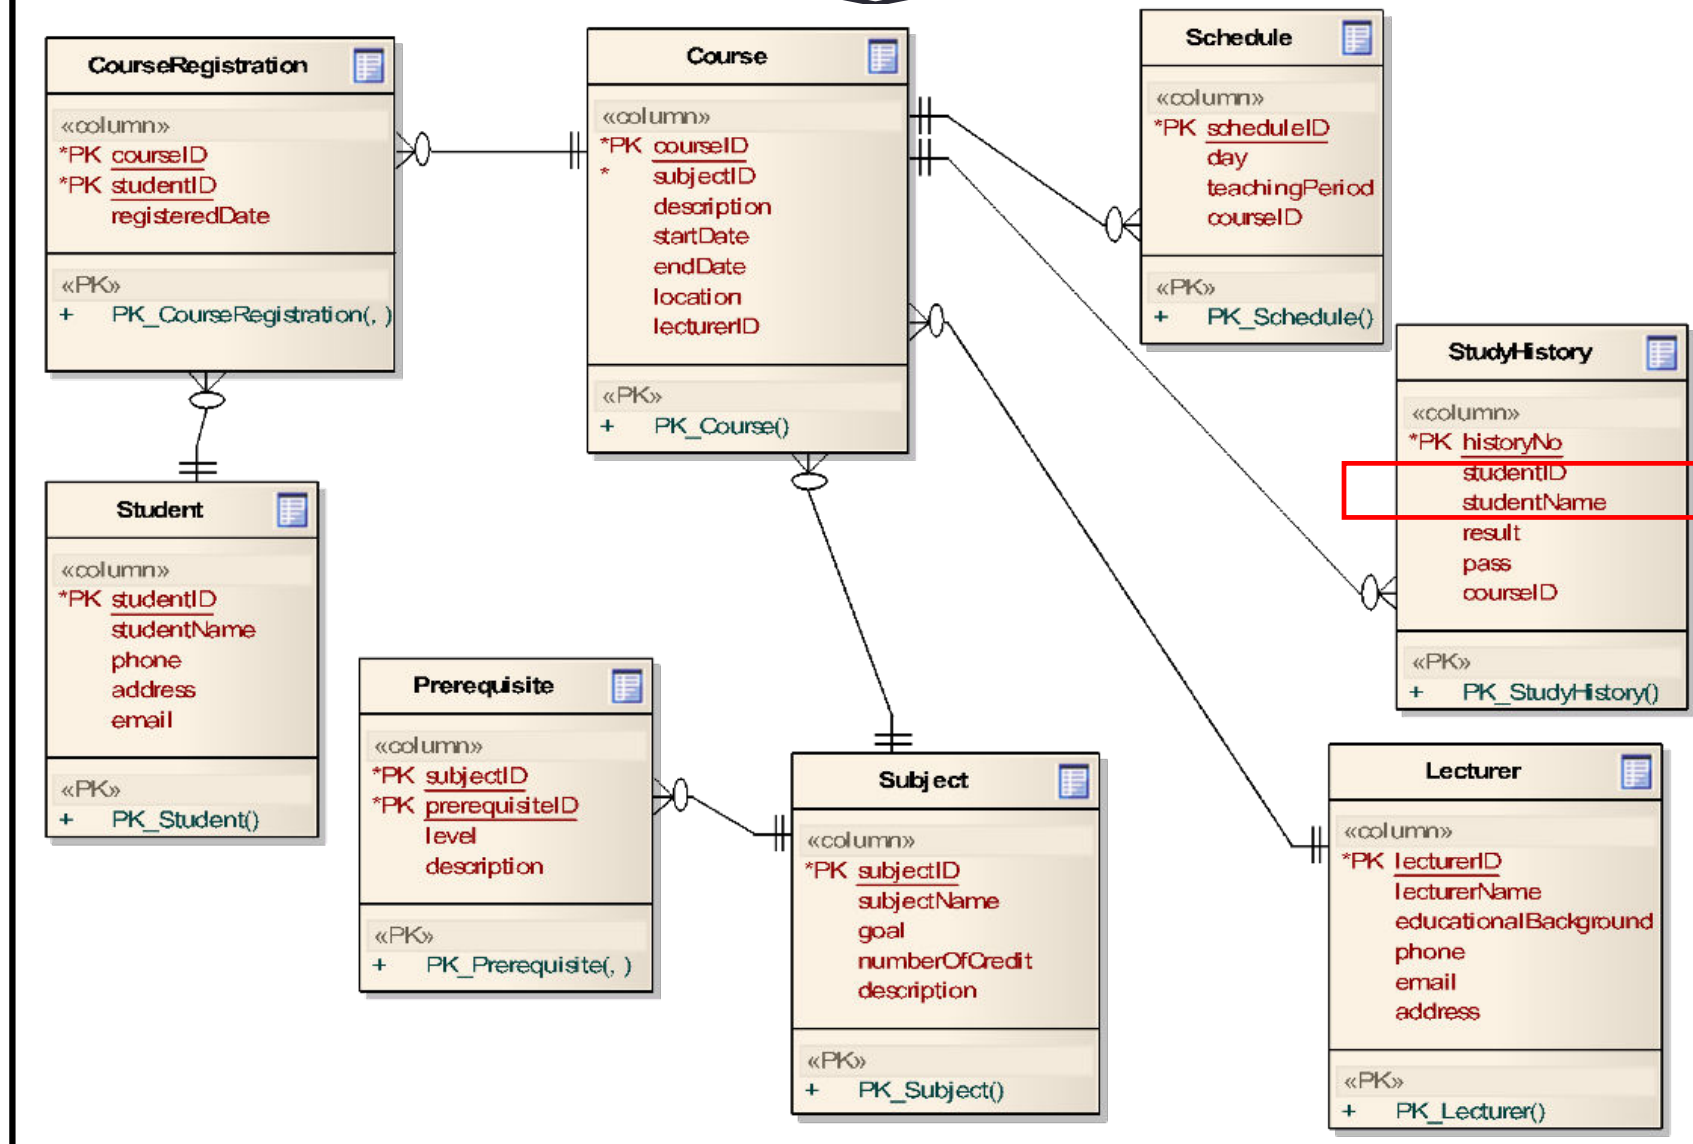 CourseRegistration
«column»
*PK courseID
*PK studentID
registeredDate
«PK»
+ PK_CourseRegistration(, )
Course
«column»
*PK courseID
* subjectID
description
startDate
endDate
location
lecturerID
«PK»
+ PK_Course()
Schedule
«column»
*PK scheduleID
day
teachingPeriod
courseID
«PK»
+ PK_Schedule()
StudyHistory
«column»
*PK historyNo
studentID
studentName
result
pass
courseID
«PK»
+ PK_StudyHistory()
Student
«column»
*PK studentID
studentName
phone
address
email
«PK»
+ PK_Student()
Prerequisite
«column»
*PK subjectID
*PK prerequisiteID
level
description
«PK»
+ PK_Prerequisite(, )
Subject
«column»
*PK subjectID
subjectName
goal
numberOfCredit
description
«PK»
+ PK_Subject()
Lecturer
«column»
*PK lecturerID
lecturerName
educationalBackground
phone
email
address
«PK»
+ PK_Lecturer()